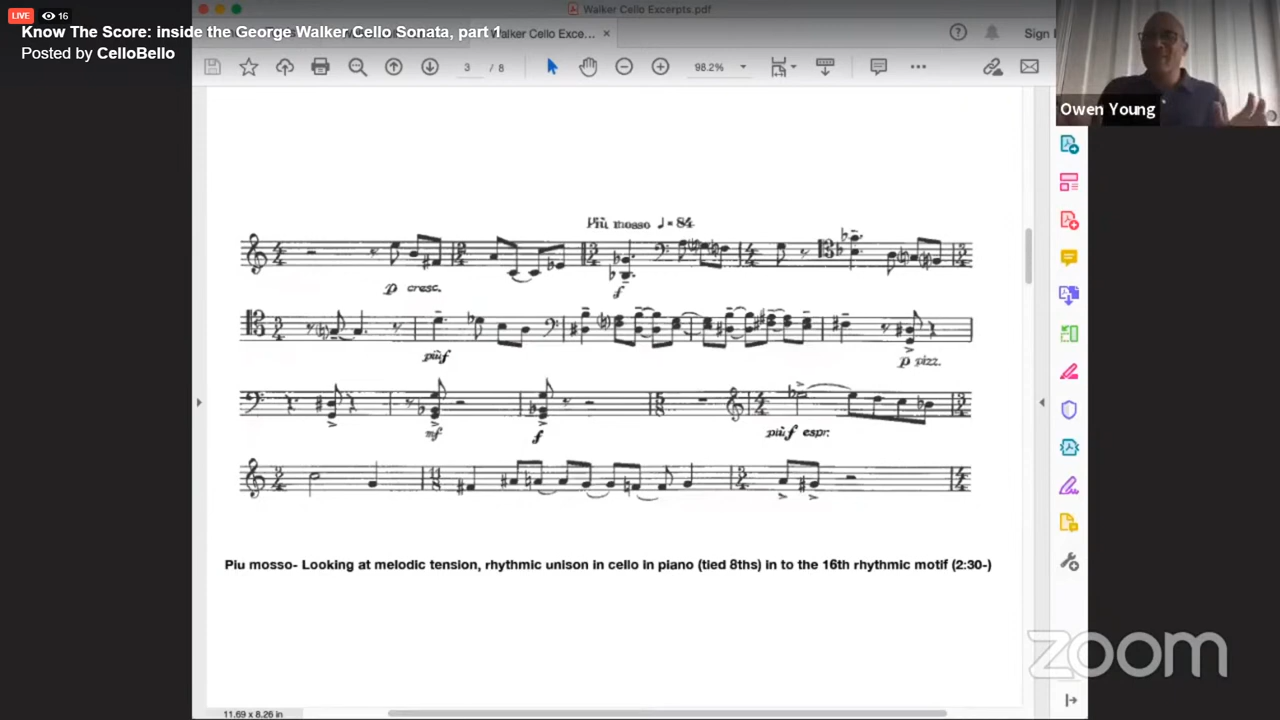 LIVE 16
Know The Score: inside the George Walker Cello Sonata, part 1
Posted by CelloBello
Walker Cello Excerpts.pdf
Walker Cello Exce... ×
Sign
3 / 8
98.2%
Owen Young
Più mosso ♩=84
p cresc.
f
più f
p pizz.
mf
f
più f espr.
Piu mosso- Looking at melodic tension, rhythmic unison in cello in piano (tied 8ths) in to the 16th rhythmic motif (2:30-)
zoom
11.69 x 8.26 in